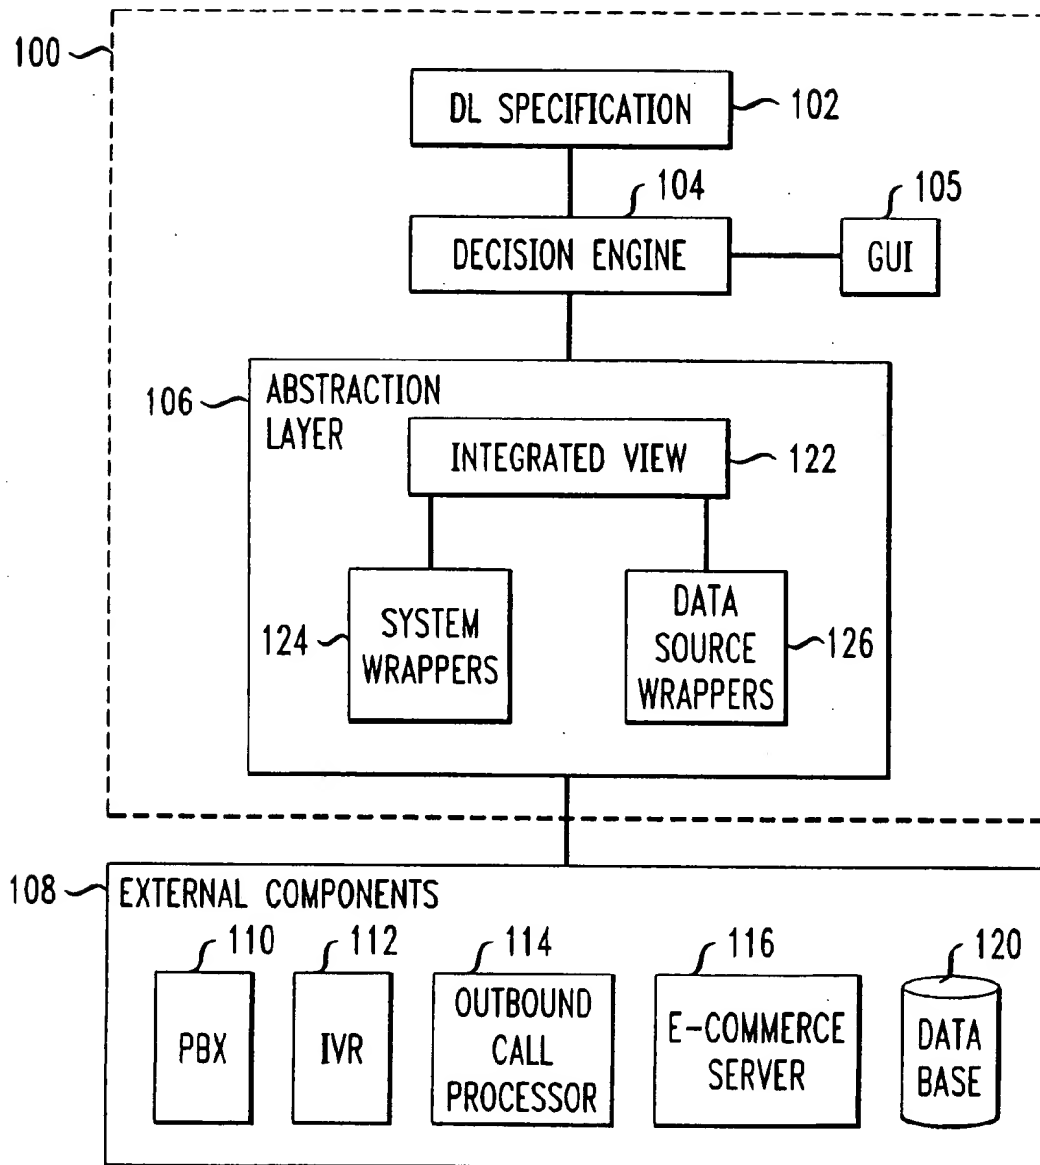 100
DL SPECIFICATION
102
104
105
DECISION ENGINE
GUI
106
ABSTRACTION
LAYER
INTEGRATED VIEW
122
124
SYSTEM
WRAPPERS
DATA
SOURCE
WRAPPERS
126
108
EXTERNAL COMPONENTS
110
112
114
116
120
PBX
IVR
OUTBOUND
CALL
PROCESSOR
E-COMMERCE
SERVER
DATA
BASE